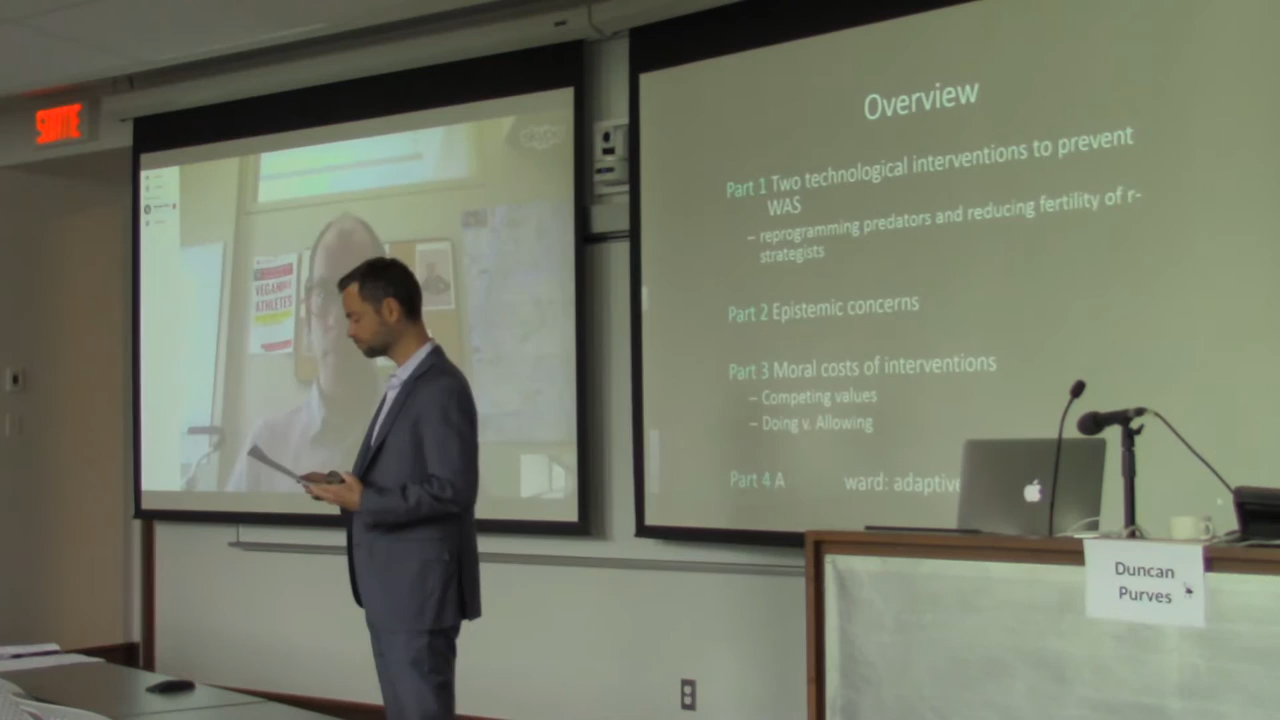 SORTIE
skype
VEGAN
ATHLETES
Overview
Part 1 Two technological interventions to prevent
WAS
– reprogramming predators and reducing fertility of r-
strategists
Part 2 Epistemic concerns
Part 3 Moral costs of interventions
– Competing values
– Doing v. Allowing
Part 4 A ward: adaptive
Duncan
Purves